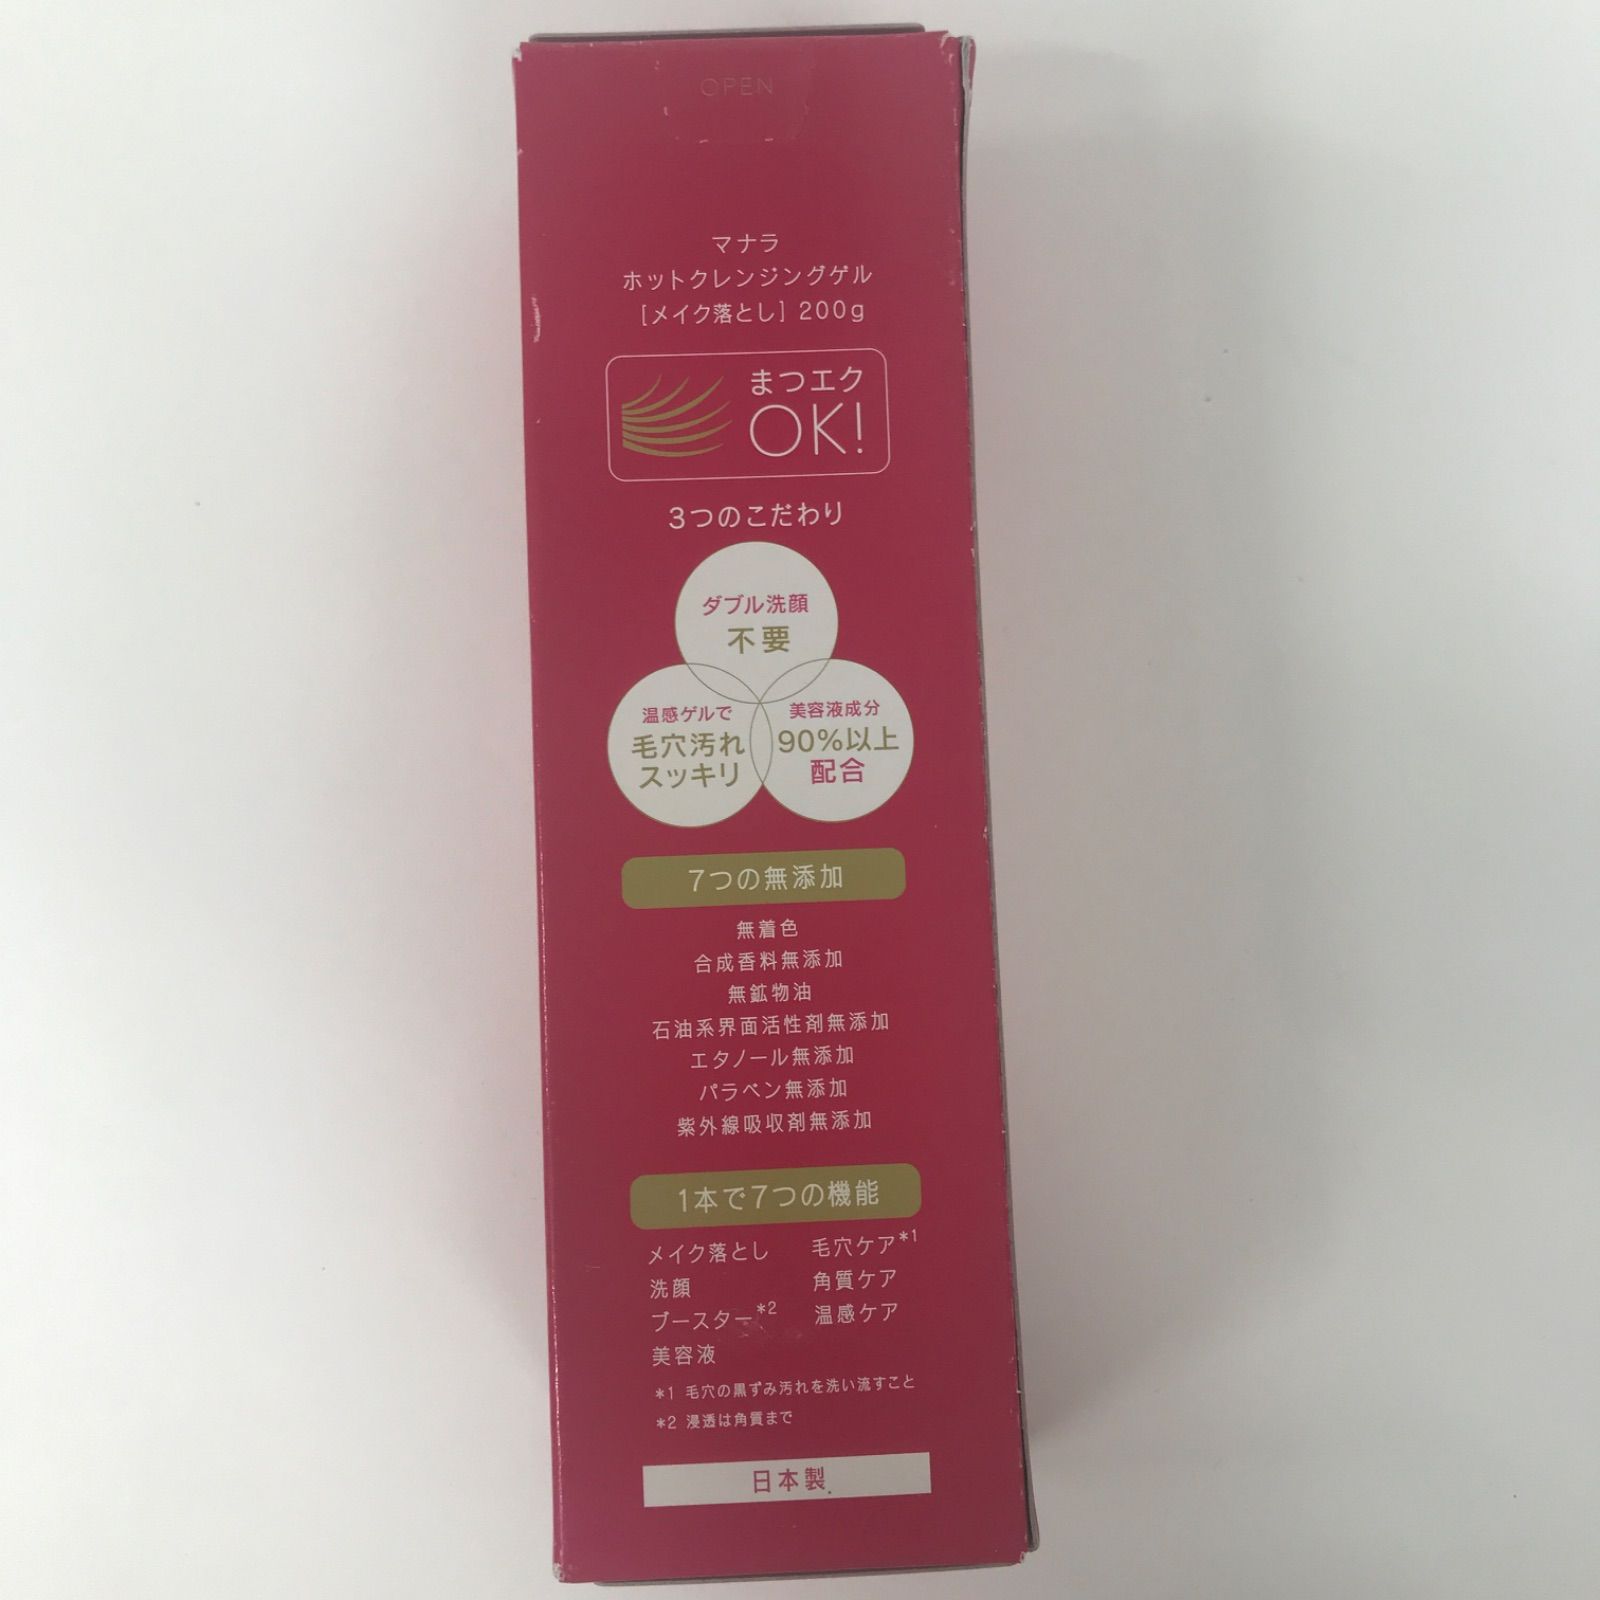 OPEN
マナラ
ホットクレンジングゲル
[メイク落とし] 200g
まつエク
OK!
3つのこだわり
ダブル洗顔
不要
温感ゲルで
毛穴汚れ
スッキリ
美容液成分
90%以上
配合
7つの無添加
無着色
合成香料無添加
無鉱物油
石油系界面活性剤無添加
エタノール無添加
パラベン無添加
紫外線吸収剤無添加
1本で7つの機能
メイク落とし
洗顔
ブースター*2
美容液
毛穴ケア*1
角質ケア
温感ケア
*1 毛穴の黒ずみ汚れを洗い流すこと
*2 浸透は角質まで
日本製